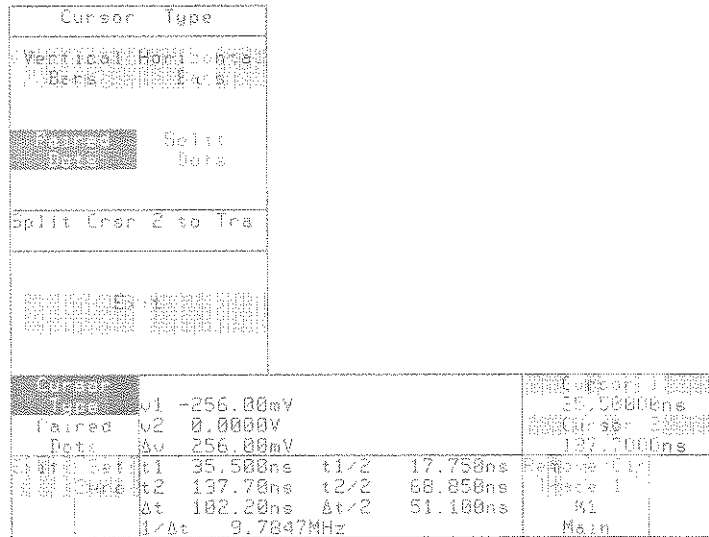 Cursor Type
Vertical Horizontal
Bars Bars
Paired Split
Dots Dots
Split Crsr 2 to Tra
Exit
Cursor
Type
Paired
Dots
v1 -256.00mV
v2 0.0000V
Δv 256.00mV
Cursor 1
35.50000ns
Cursor 2
137.7000ns
t1 35.500ns t1/2 17.750ns
t2 137.70ns t2/2 68.850ns
Δt 102.20ns Δt/2 51.100ns
1/Δt 9.7847MHz
Main